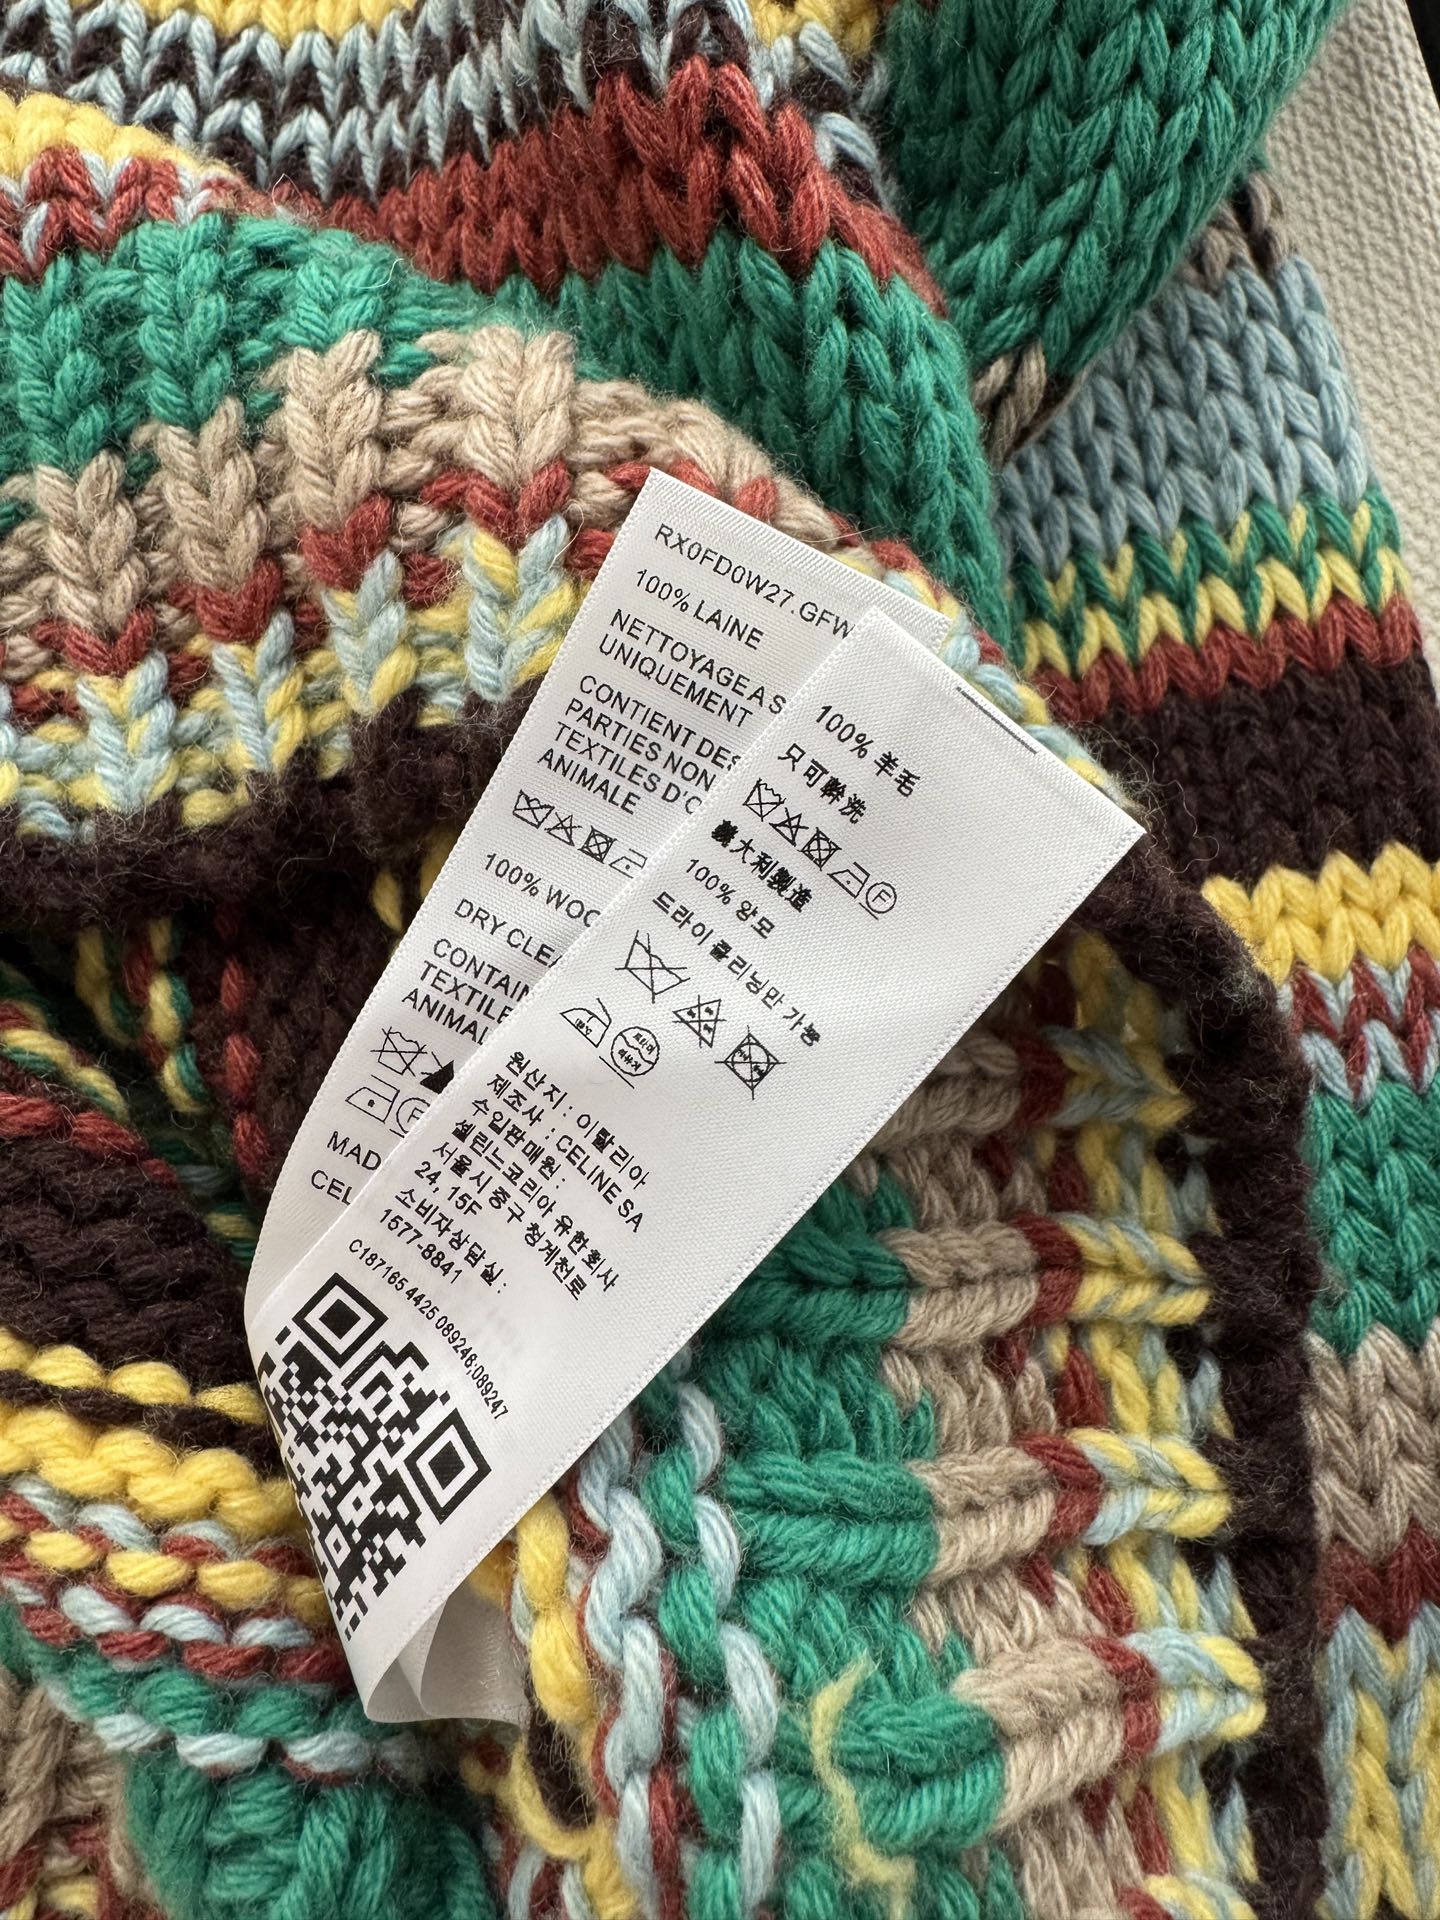 RX0FD0W27.GFW
100% LAINE
NETTOYAGE A S
UNIQUEMENT
CONTIENT DES
PARTIES NON
TEXTILES D'O
ANIMALE
100% WOO
DRY CLE
CONTAIN
TEXTILE
ANIMAL
F
MAD
CEL
100% 羊毛
只可幹洗
F
義大利製造
100% 양모
드라이 클리닝만 가능
원산지 : 이탈리아
제조사 : CELINE SA
수입판매원 :
셀린느코리아 유한회사
서울시 중구 청계천로
24, 15F
소비자상담실 :
1577-8841
C187165 4425 089246,089247